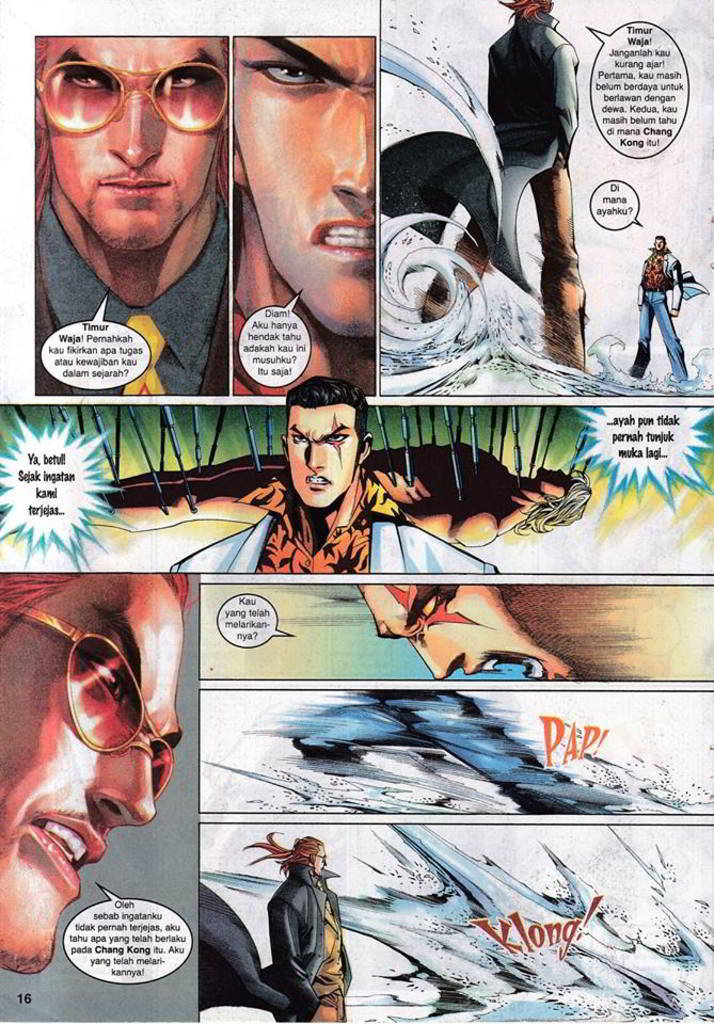 Timur
Waja! Pernahkah
kau fikirkan apa tugas
atau kewajiban kau
dalam sejarah?
Diam!
Aku hanya
hendak tahu
adakah kau ini
musuhku?
Itu saja!
Timur
Waja!
Janganlah kau
kurang ajar!
Pertama, kau masih
belum berdaya untuk
berlawan dengan
dewa. Kedua, kau
masih belum tahu
di mana Chang
Kong itu!
Di
mana
ayahku?
Ya, betul!
Sejak ingatan
kami
terjejas...
...ayah pun tidak
pernah tunjuk
muka lagi...
Oleh
sebab ingatanku
tidak pernah terjejas, aku
tahu apa yang telah berlaku
pada Chang Kong itu. Aku
yang telah melari-
kannya!
Kau
yang telah
melarikan-
nya?
PAP!
Klong!
16